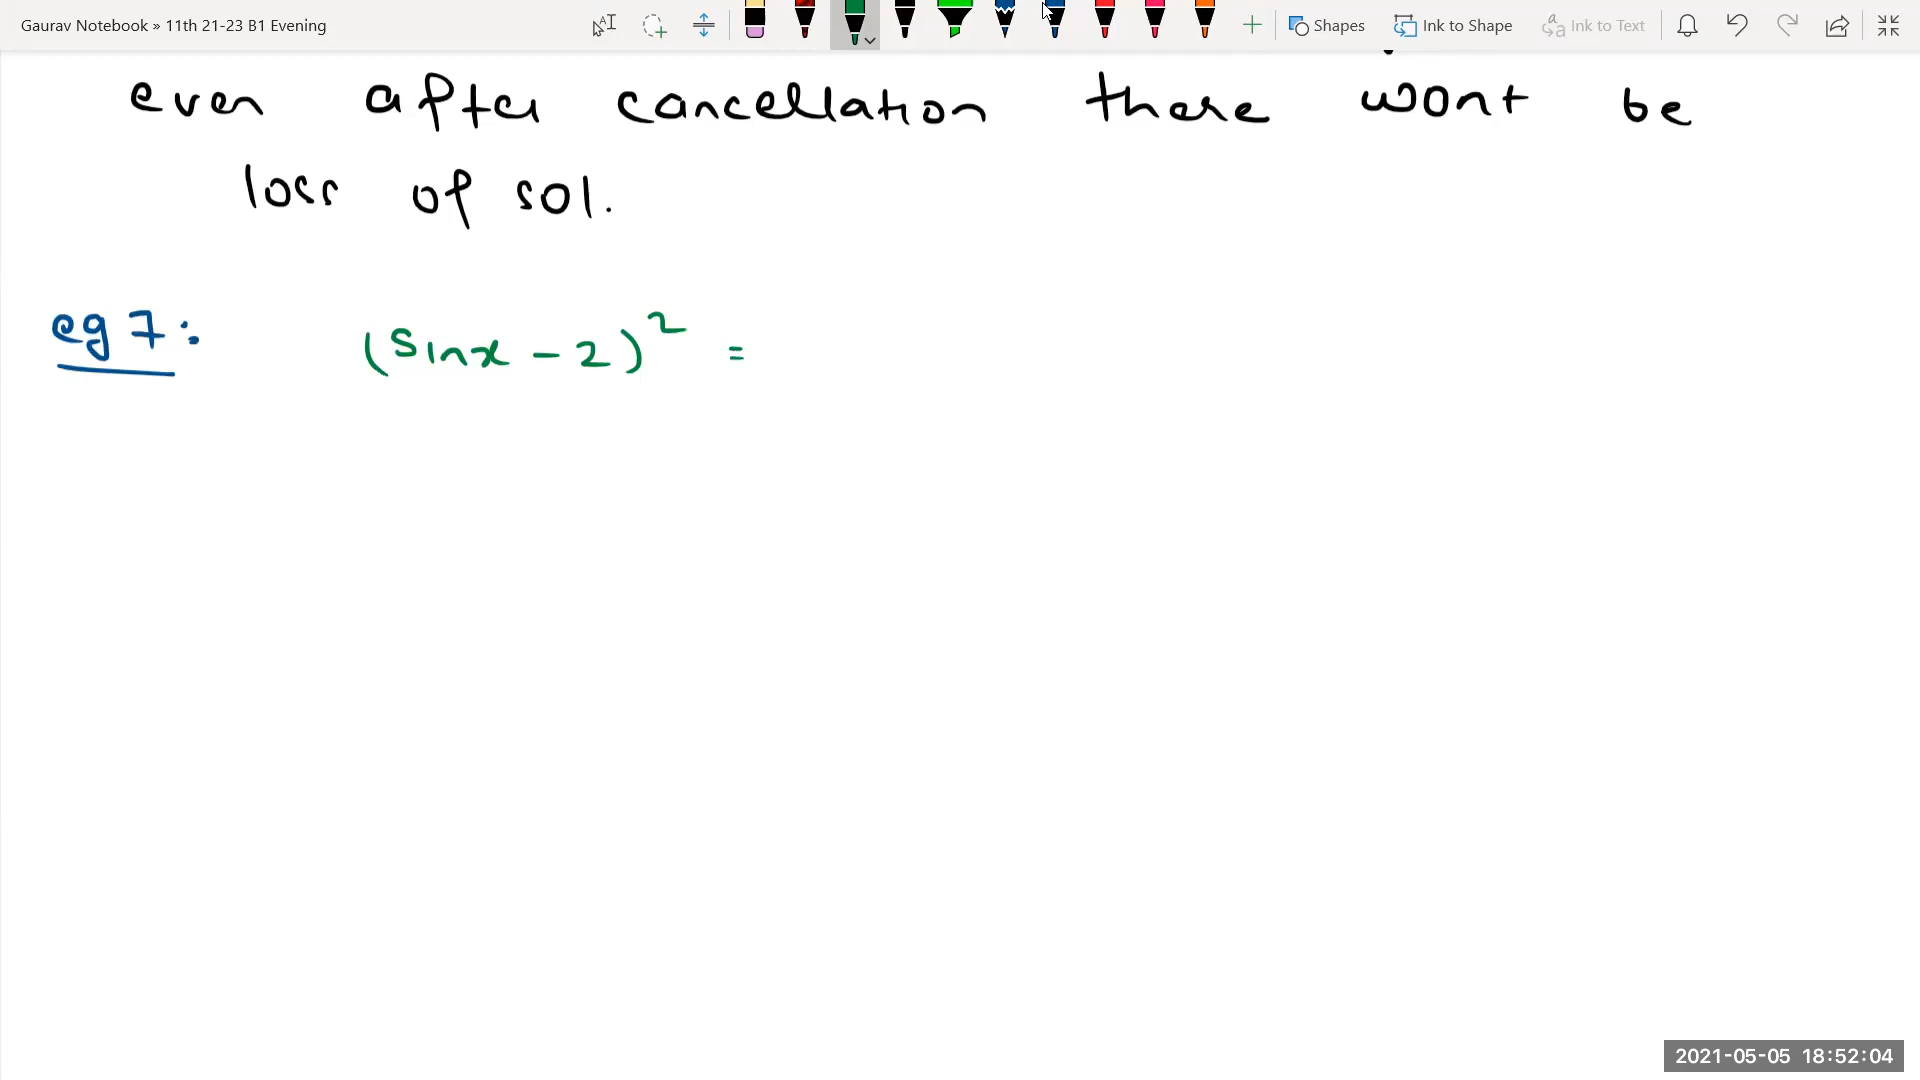 Gaurav Notebook » 11th 21-23 B1 Evening
Shapes Ink to Shape Ink to Text
even after cancellation there wont be
loss of sol.
eg 7: (Sinx - 2)² =
2021-05-05 18:52:04